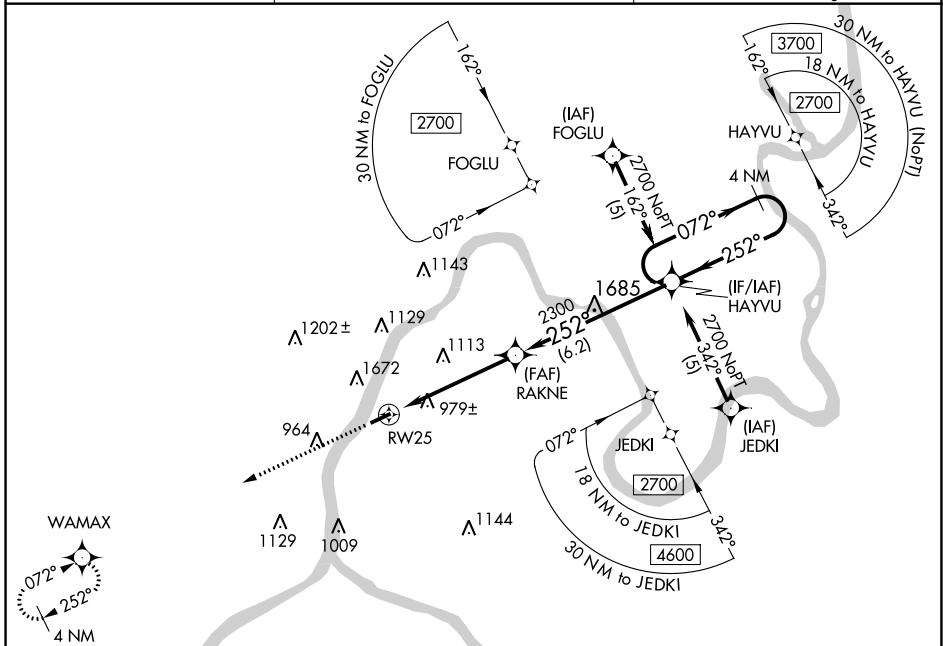 30 NM to FOGLU
162°
2700
FOGLU
072°
(IAF)
FOGLU
2700 NoPT
162°
(5)
30 NM to HAYVU (NoPT)
3700
18 NM to HAYVU
162°
2700
HAYVU
342°
4 NM
072°
252°
(IF/IAF)
HAYVU
1143
1685
2300
252°
(6.2)
1202 ±
1129
1113
1672
(FAF)
RAKNE
979±
RW25
964
2700 NoPT
342°
(5)
(IAF)
JEDKI
072°
JEDKI
2700
18 NM to JEDKI
342°
4600
30 NM to JEDKI
1129
1009
1144
WAMAX
072°
252°
4 NM